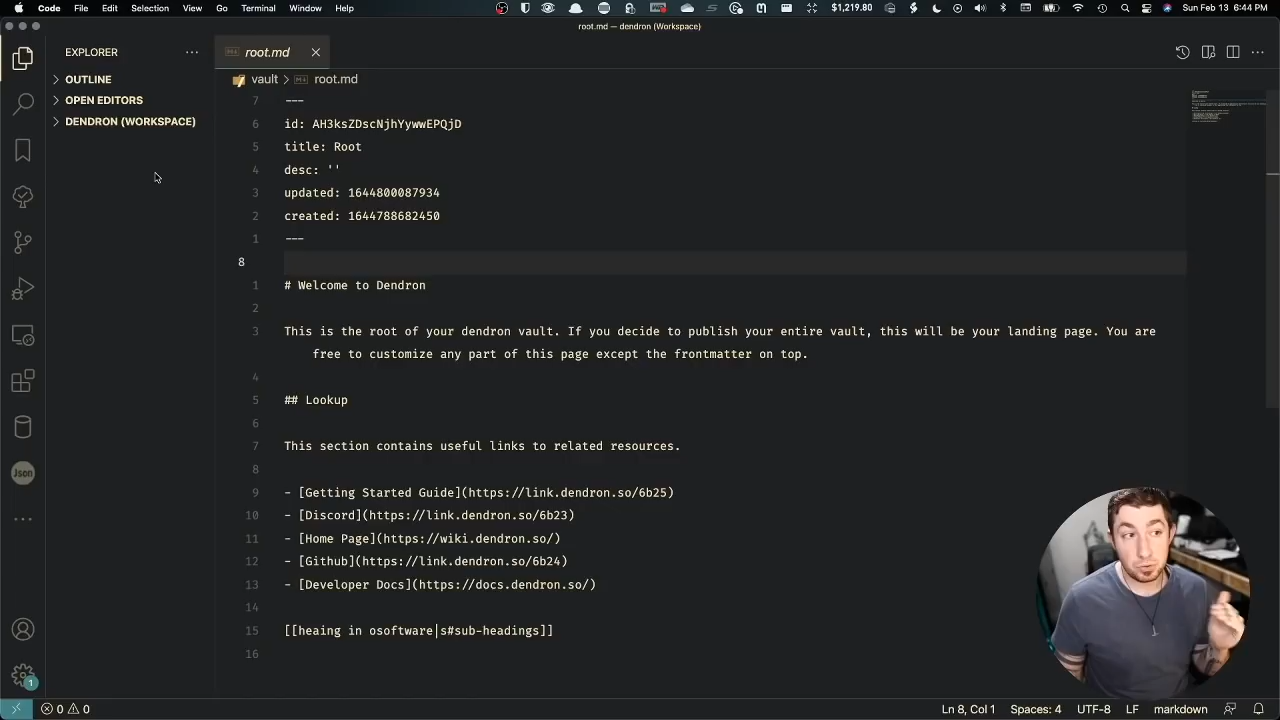 Code File Edit Selection View Go Terminal Window Help $1,219.80 Sun Feb 13 6:44 PM
root.md — dendron (Workspace)
EXPLORER
root.md
OUTLINE
vault > root.md
OPEN EDITORS
DENDRON (WORKSPACE)
7 ---
6 id: AH3ksZDscNjhYywwEPQjD
5 title: Root
4 desc: ''
3 updated: 1644800087934
2 created: 1644788682450
1 ---
8
1 # Welcome to Dendron
2
3 This is the root of your dendron vault. If you decide to publish your entire vault, this will be your landing page. You are
free to customize any part of this page except the frontmatter on top.
4
5 ## Lookup
6
7 This section contains useful links to related resources.
8
9 - [Getting Started Guide](https://link.dendron.so/6b25)
10 - [Discord](https://link.dendron.so/6b23)
11 - [Home Page](https://wiki.dendron.so/)
12 - [Github](https://link.dendron.so/6b24)
13 - [Developer Docs](https://docs.dendron.so/)
14
15 [[heaing in osoftware|s#sub-headings]]
16
Json
1
0 0 Ln 8, Col 1 Spaces: 4 UTF-8 LF markdown